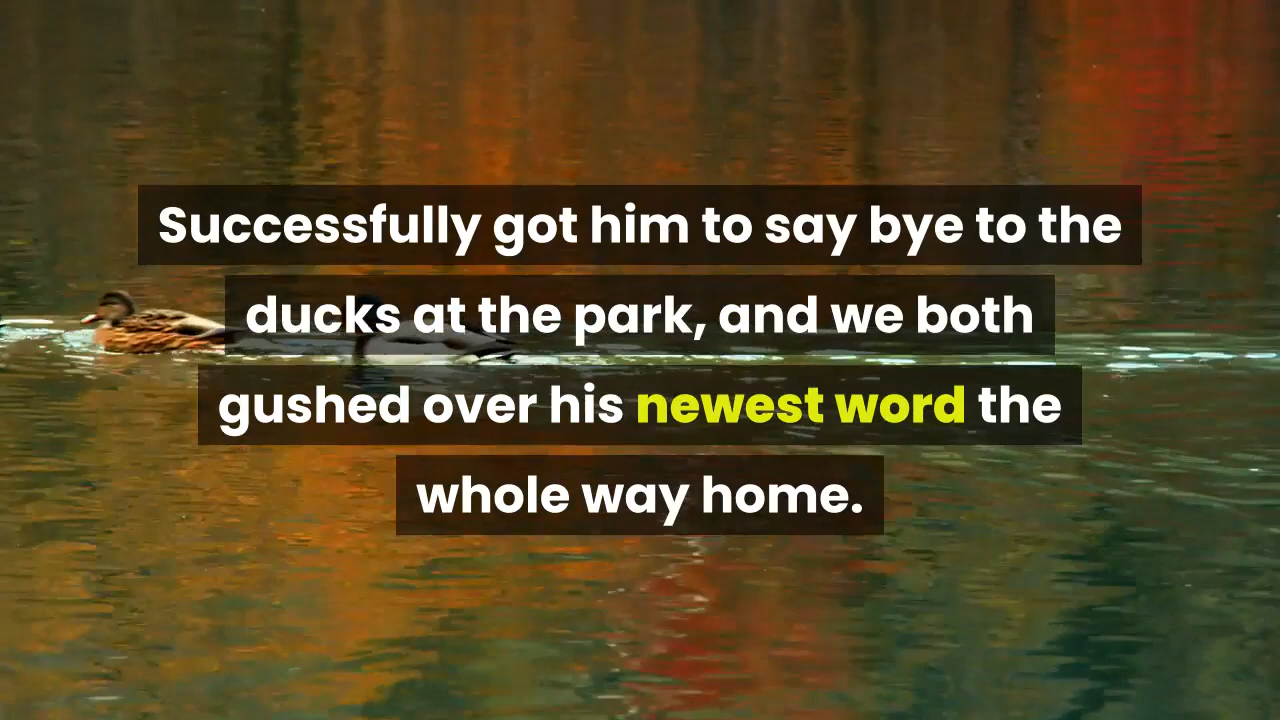 Successfully got him to say bye to the
ducks at the park, and we both
gushed over his newest word the
whole way home.